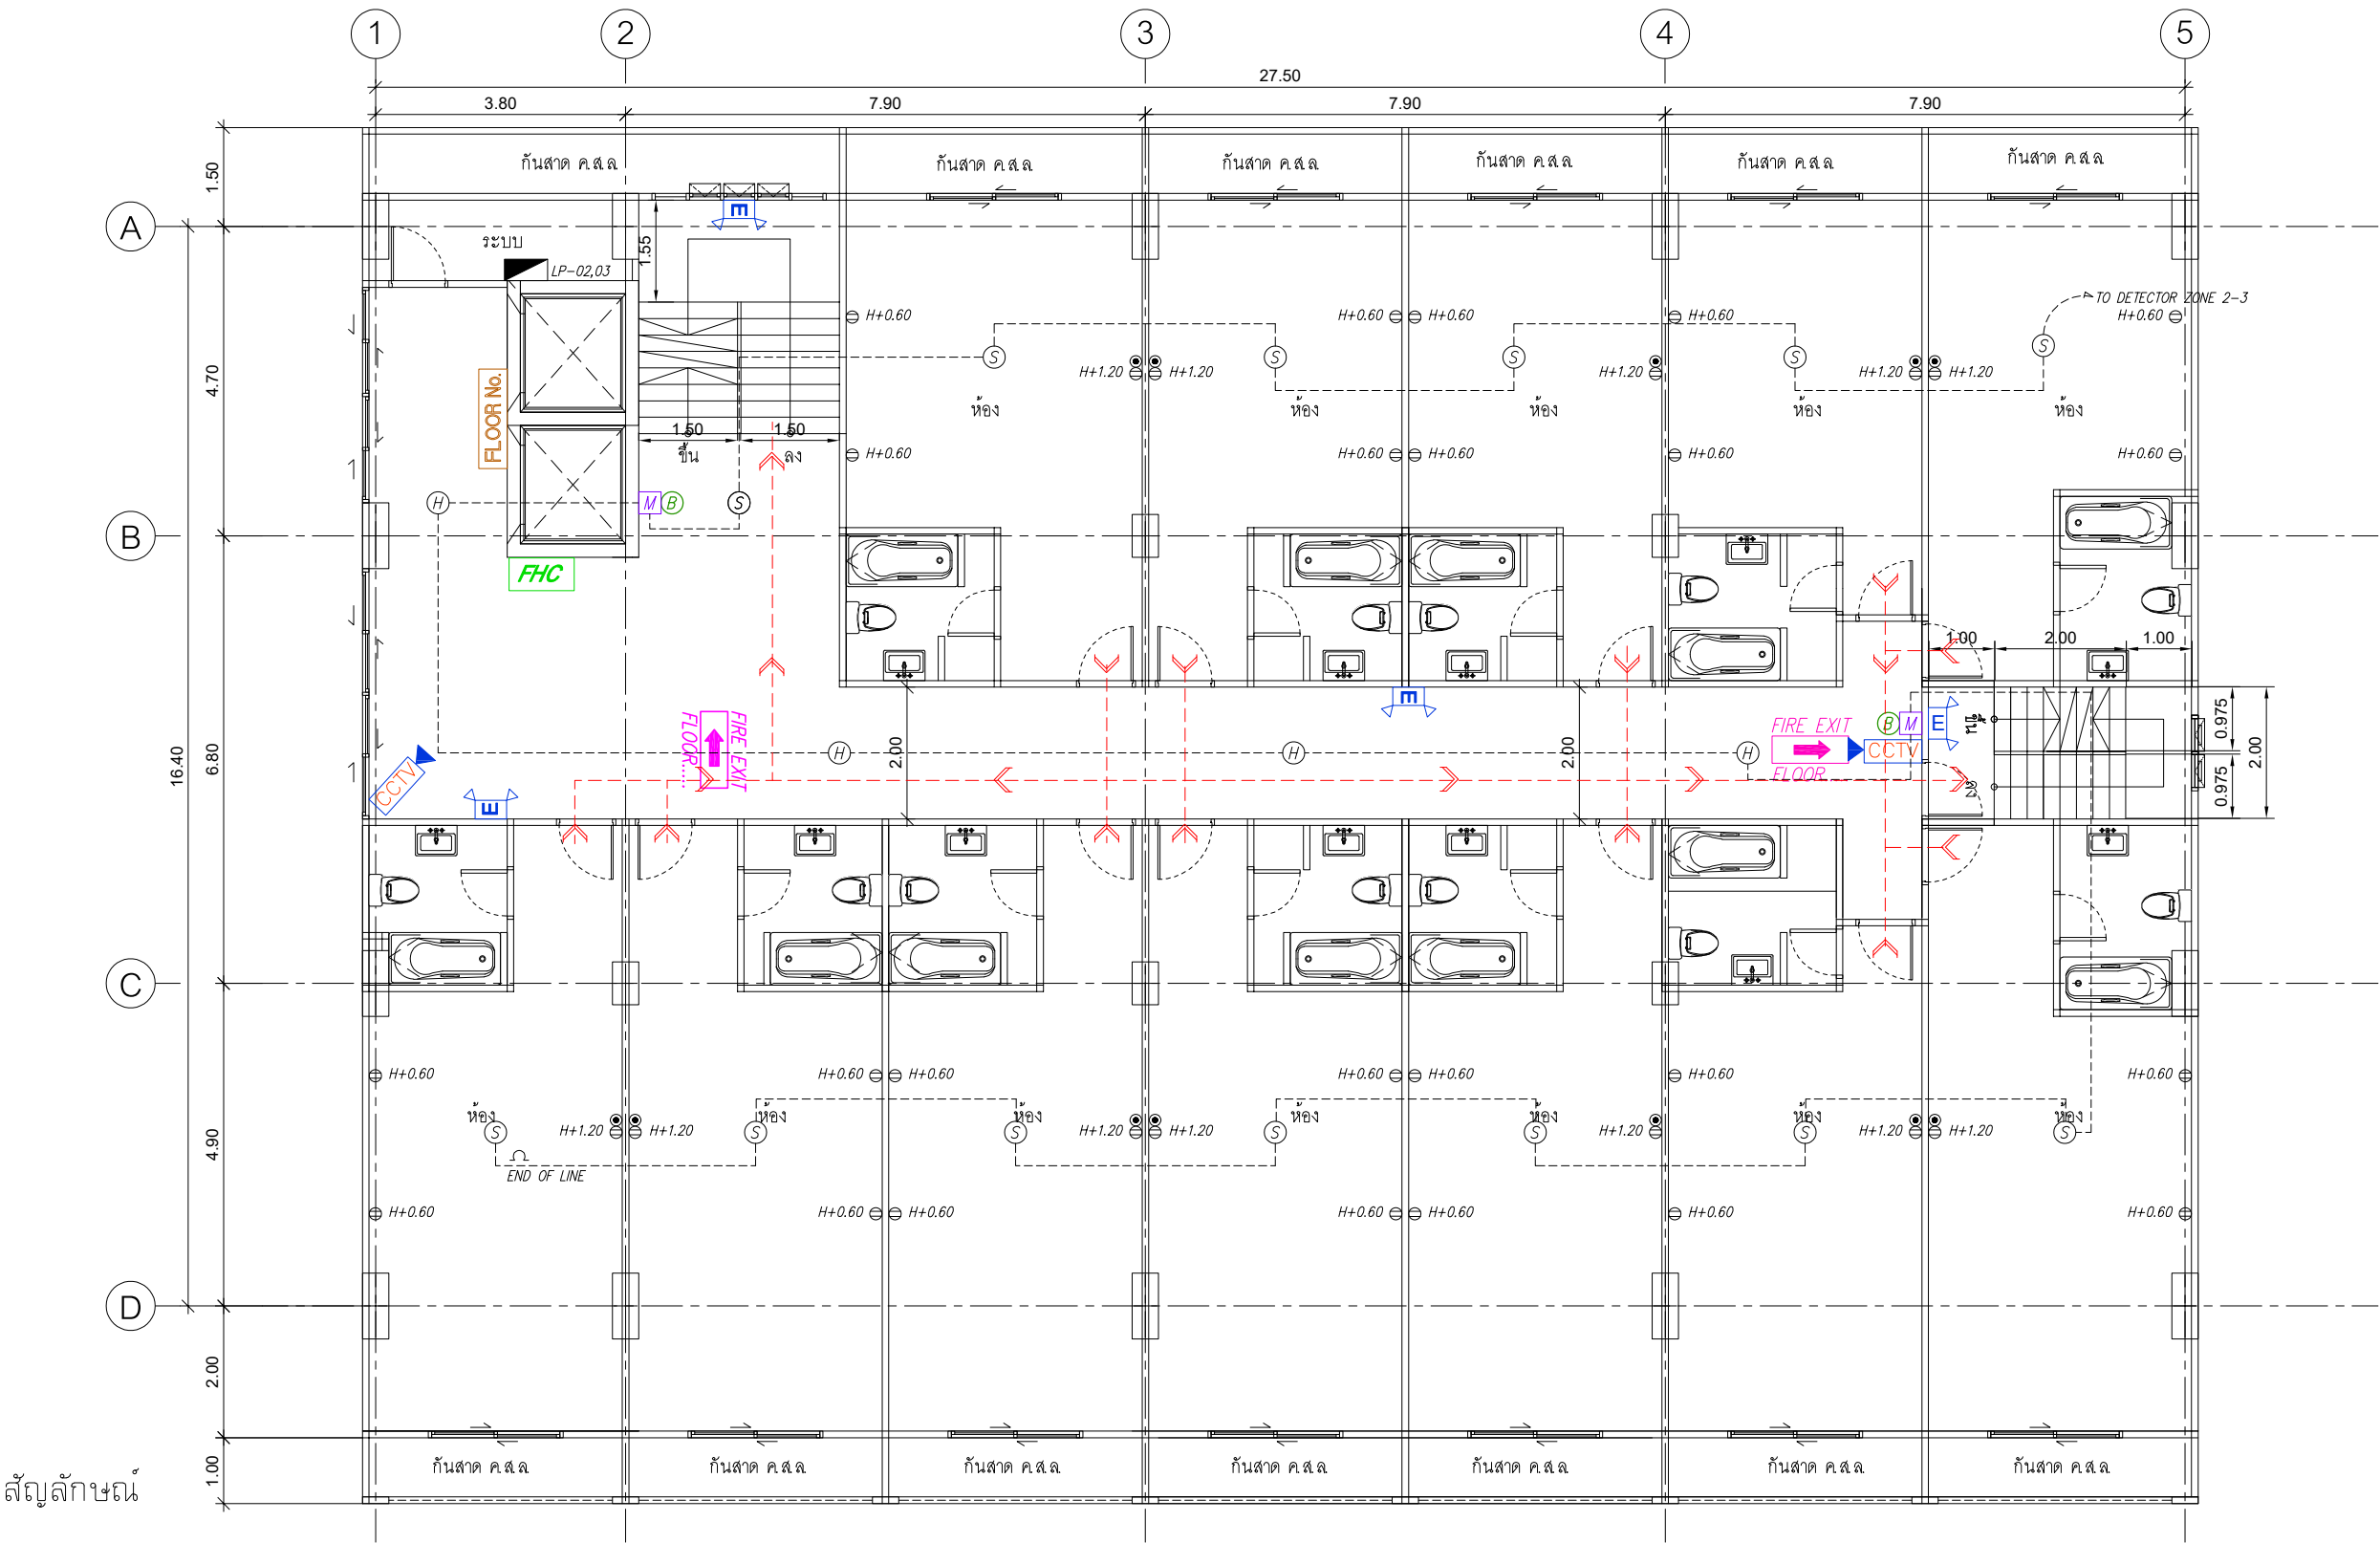 1 2 3 4 5
27.50
3.80 7.90 7.90 7.90
1.50
กันสาด ค.ส.ล. กันสาด ค.ส.ล. กันสาด ค.ส.ล. กันสาด ค.ส.ล. กันสาด ค.ส.ล. กันสาด ค.ส.ล.
A
E
ระบบ
1.55
LP-02,03
TO DETECTOR ZONE 2-3
H+0.60 H+0.60 H+0.60 H+0.60 H+0.60
S S S S S
4.70
H+1.20 H+1.20 H+1.20 H+1.20 H+1.20
FLOOR No.
ห้อง ห้อง ห้อง ห้อง ห้อง
1.50 1.50
ขึ้น ลง
H+0.60 H+0.60 H+0.60 H+0.60 H+0.60
H M B S
B
FHC
1.00 2.00 1.00
E
FIRE EXIT
FLOOR....
FIRE EXIT
FLOOR
B M E
ขึ้น
0.975
2.00
0.975
6.80
16.40
H H H
CCTV
2.00 2.00
CCTV
ลง
E
C
H+0.60 H+0.60 H+0.60 H+0.60 H+0.60 H+0.60 H+0.60
ห้อง ห้อง ห้อง ห้อง ห้อง ห้อง ห้อง
S S S S S S S
H+1.20 H+1.20 H+1.20 H+1.20 H+1.20 H+1.20 H+1.20
4.90
END OF LINE
H+0.60 H+0.60 H+0.60 H+0.60 H+0.60 H+0.60 H+0.60
D
2.00
1.00
กันสาด ค.ส.ล. กันสาด ค.ส.ล. กันสาด ค.ส.ล. กันสาด ค.ส.ล. กันสาด ค.ส.ล. กันสาด ค.ส.ล. กันสาด ค.ส.ล.
สัญลักษณ์